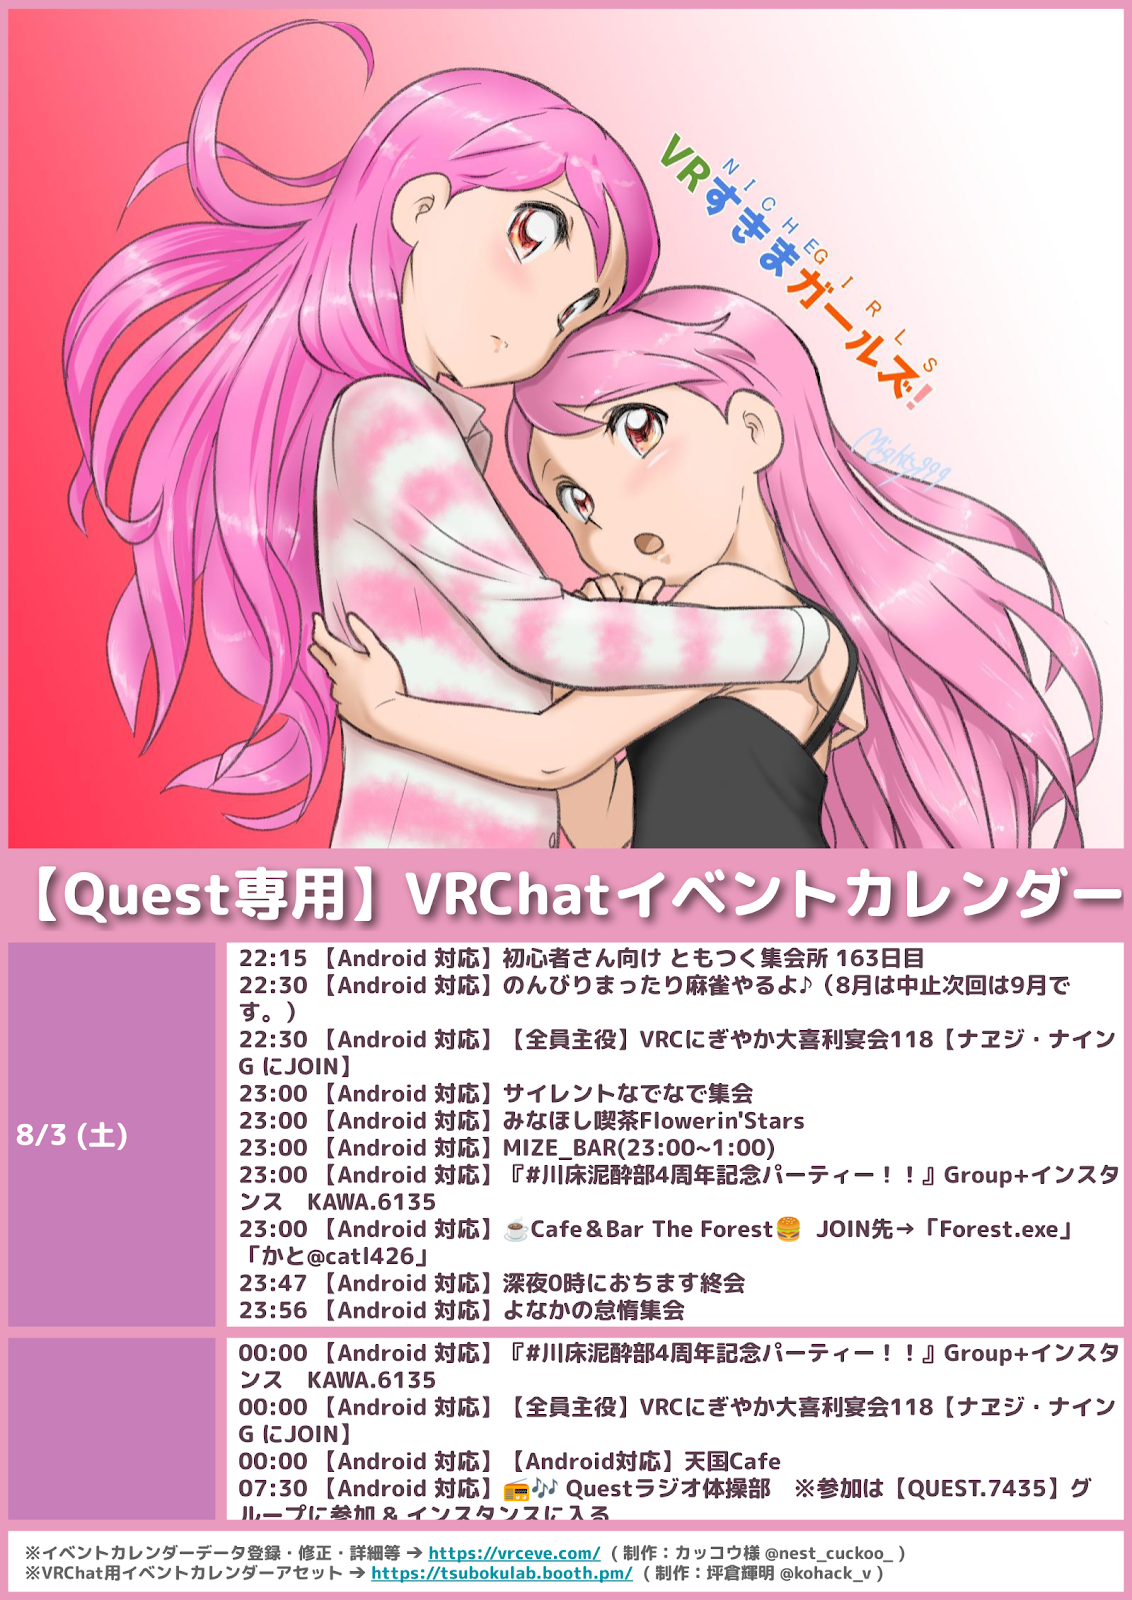 VRすきまガールズ!
NICHE GIRLS
Mighty999
【Quest専用】VRChatイベントカレンダー
8/3 (土)
22:15 【Android 対応】初心者さん向け ともつく集会所 163日目
22:30 【Android 対応】のんびりまったり麻雀やるよ♪（8月は中止次回は9月で
す。）
22:30 【Android 対応】【全員主役】VRCにぎやか大喜利宴会118【ナヱジ・ナイン
G にJOIN】
23:00 【Android 対応】サイレントなでなで集会
23:00 【Android 対応】みなほし喫茶Flowerin'Stars
23:00 【Android 対応】MIZE_BAR(23:00~1:00)
23:00 【Android 対応】『#川床泥酔部4周年記念パーティー！！』Group+インスタ
ンス　KAWA.6135
23:00 【Android 対応】☕Cafe＆Bar The Forest🍔 JOIN先→「Forest.exe」
「かと@catl426」
23:47 【Android 対応】深夜0時におちます終会
23:56 【Android 対応】よなかの怠惰集会
00:00 【Android 対応】『#川床泥酔部4周年記念パーティー！！』Group+インスタ
ンス　KAWA.6135
00:00 【Android 対応】【全員主役】VRCにぎやか大喜利宴会118【ナヱジ・ナイン
G にJOIN】
00:00 【Android 対応】【Android対応】天国Cafe
07:30 【Android 対応】📻🎶 Questラジオ体操部　※参加は【QUEST.7435】グ
ループに参加 & インスタンスに入る
※イベントカレンダーデータ登録・修正・詳細等 ➔ https://vrceve.com/ ( 制作：カッコウ様 @nest_cuckoo_ )
※VRChat用イベントカレンダーアセット ➔ https://tsubokulab.booth.pm/ ( 制作：坪倉輝明 @kohack_v )